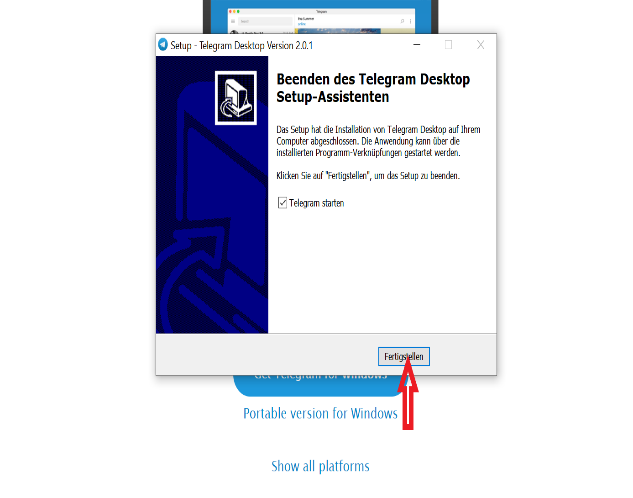 Telegram
Search
Setup - Telegram Desktop Version 2.0.1
Beenden des Telegram Desktop
Setup-Assistenten
Das Setup hat die Installation von Telegram Desktop auf Ihrem
Computer abgeschlossen. Die Anwendung kann über die
installierten Programm-Verknüpfungen gestartet werden.
Klicken Sie auf "Fertigstellen", um das Setup zu beenden.
Telegram starten
Fertigstellen
Get Telegram for Windows
Portable version for Windows
Show all platforms